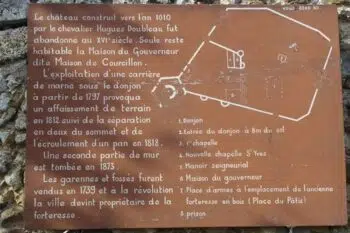 Le château construit vers l'an 1010
par le chevalier Hugues Doubleau fut
abandonné au XVIe siècle. Seule reste
habitable la Maison du Gouverneur
dite Maison de Courcillon.
L'exploitation d'une carrière
de marne sous le donjon
a partir de 1797 provoqua
un affaissement de terrain
en 1812 suivi de la séparation
en deux du sommet et de
l'écroulement d'un pan en 1818.
Une seconde partie de mur
est tombée en 1873.
Les garennes et fossés furent
vendus en 1739 et à la révolution
la ville devint propriétaire de la
forteresse.
1. Donjon
2. Entrée du donjon à 8m du sol
3. 1e chapelle
4. Nouvelle chapelle St Yves
5. Manoir seigneurial
6. Maison du gouverneur
7. Place d'armes à l'emplacement de l'ancienne
forteresse en bois (Place du Pâtis)
8. prison